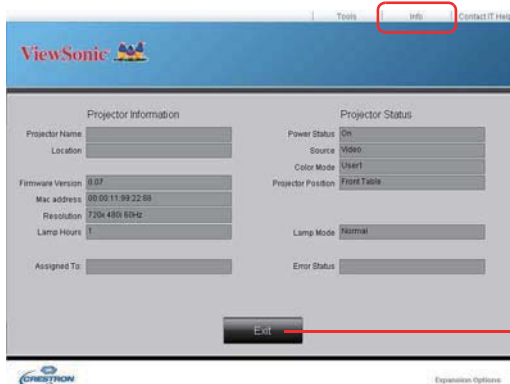 Tools | Info | Contact IT Help
ViewSonic
Projector Information
Projector Name
Location
Firmware Version 0.07
Mac address 00:00:11:99:22:88
Resolution 720x 480i 60Hz
Lamp Hours 1
Assigned To:
Projector Status
Power Status On
Source Video
Color Mode User1
Projector Position Front Table
Lamp Mode Normal
Error Status
Exit
CRESTRON
Expansion Options